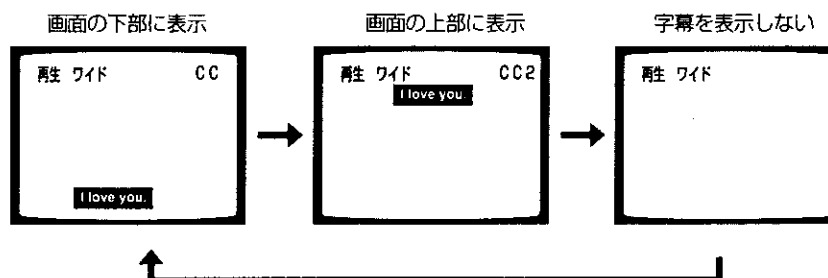 画面の下部に表示
画面の上部に表示
字幕を表示しない
再生 ワイド CC
I love you.
再生 ワイド CC2
I love you.
再生 ワイド